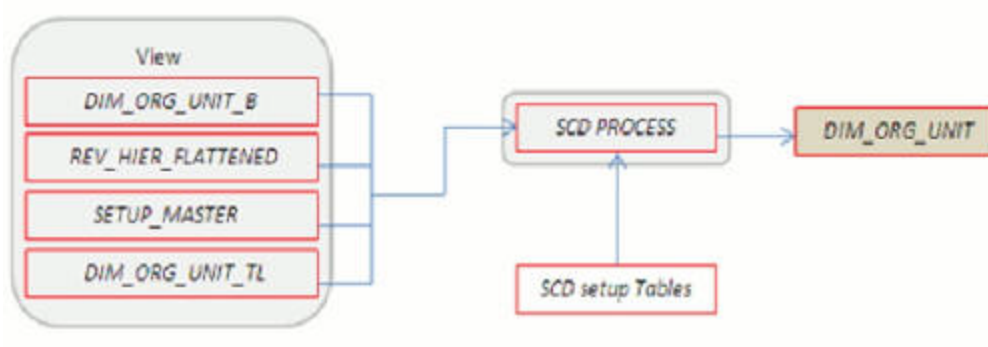 View
DIM_ORG_UNIT_B
REV_HIER_FLATTENED
SETUP_MASTER
DIM_ORG_UNIT_TL
SCD PROCESS
SCD setup Tables
DIM_ORG_UNIT